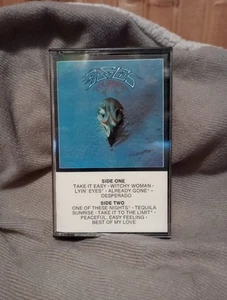 EAGLES
SIDE ONE
TAKE IT EASY • WITCHY WOMAN •
LYIN' EYES* • ALREADY GONE* •
DESPERADO
SIDE TWO
ONE OF THESE NIGHTS* • TEQUILA
SUNRISE • TAKE IT TO THE LIMIT* •
PEACEFUL, EASY FEELING •
BEST OF MY LOVE